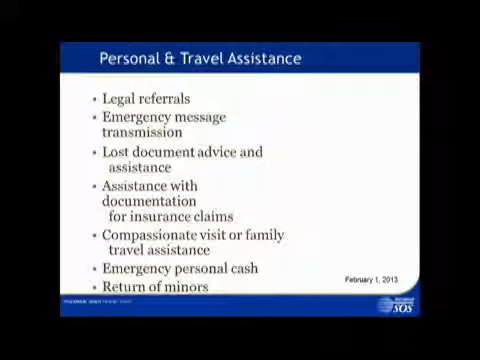 Personal & Travel Assistance
• Legal referrals
• Emergency message
transmission
• Lost document advice and
assistance
• Assistance with
documentation
for insurance claims
• Compassionate visit or family
travel assistance
• Emergency personal cash
• Return of minors
February 1, 2013
SOS